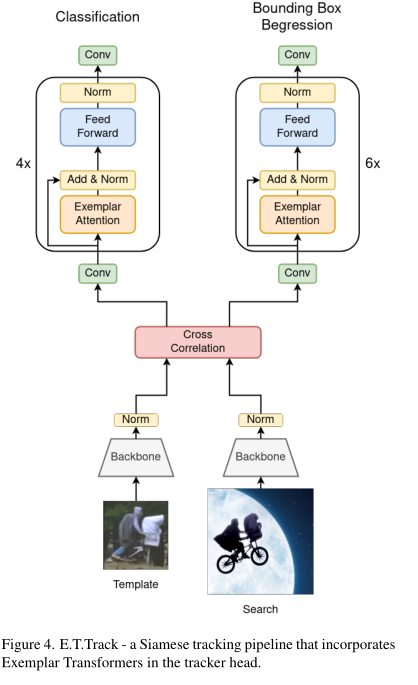 Classification
Bounding Box
Begression
Conv
Conv
Norm
Norm
Feed
Forward
Feed
Forward
4x
6x
Add & Norm
Add & Norm
Exemplar
Attention
Exemplar
Attention
Conv
Conv
Cross
Correlation
Norm
Norm
Backbone
Backbone
Template
Search
Figure 4. E.T.Track - a Siamese tracking pipeline that incorporates
Exemplar Transformers in the tracker head.